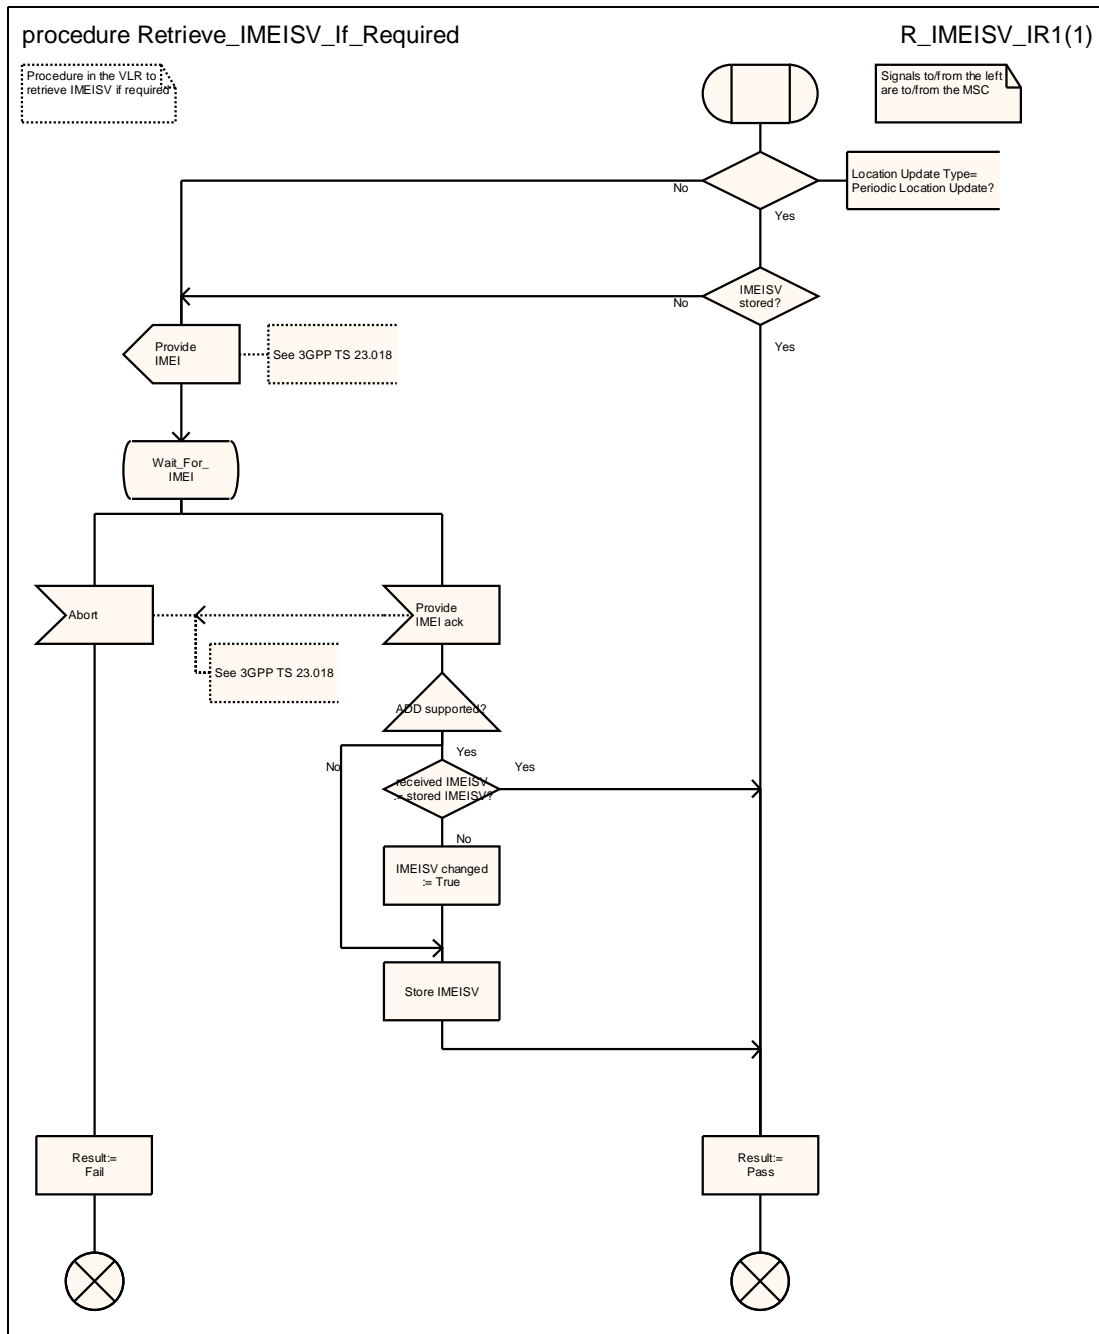 procedure Retrieve_IMEISV_If_Required
R_IMEISV_IR1(1)
Procedure in the VLR to
retrieve IMEISV if required
Signals to/from the left
are to/from the MSC
Location Update Type=
Periodic Location Update?
No
Yes
IMEISV
stored?
No
Yes
Provide
IMEI
See 3GPP TS 23.018
Wait_For_
IMEI
Abort
Provide
IMEI ack
See 3GPP TS 23.018
ADD supported?
Yes
No
received IMEISV
:= stored IMEISV?
Yes
No
IMEISV changed
:= True
Store IMEISV
Result:=
Fail
Result:=
Pass